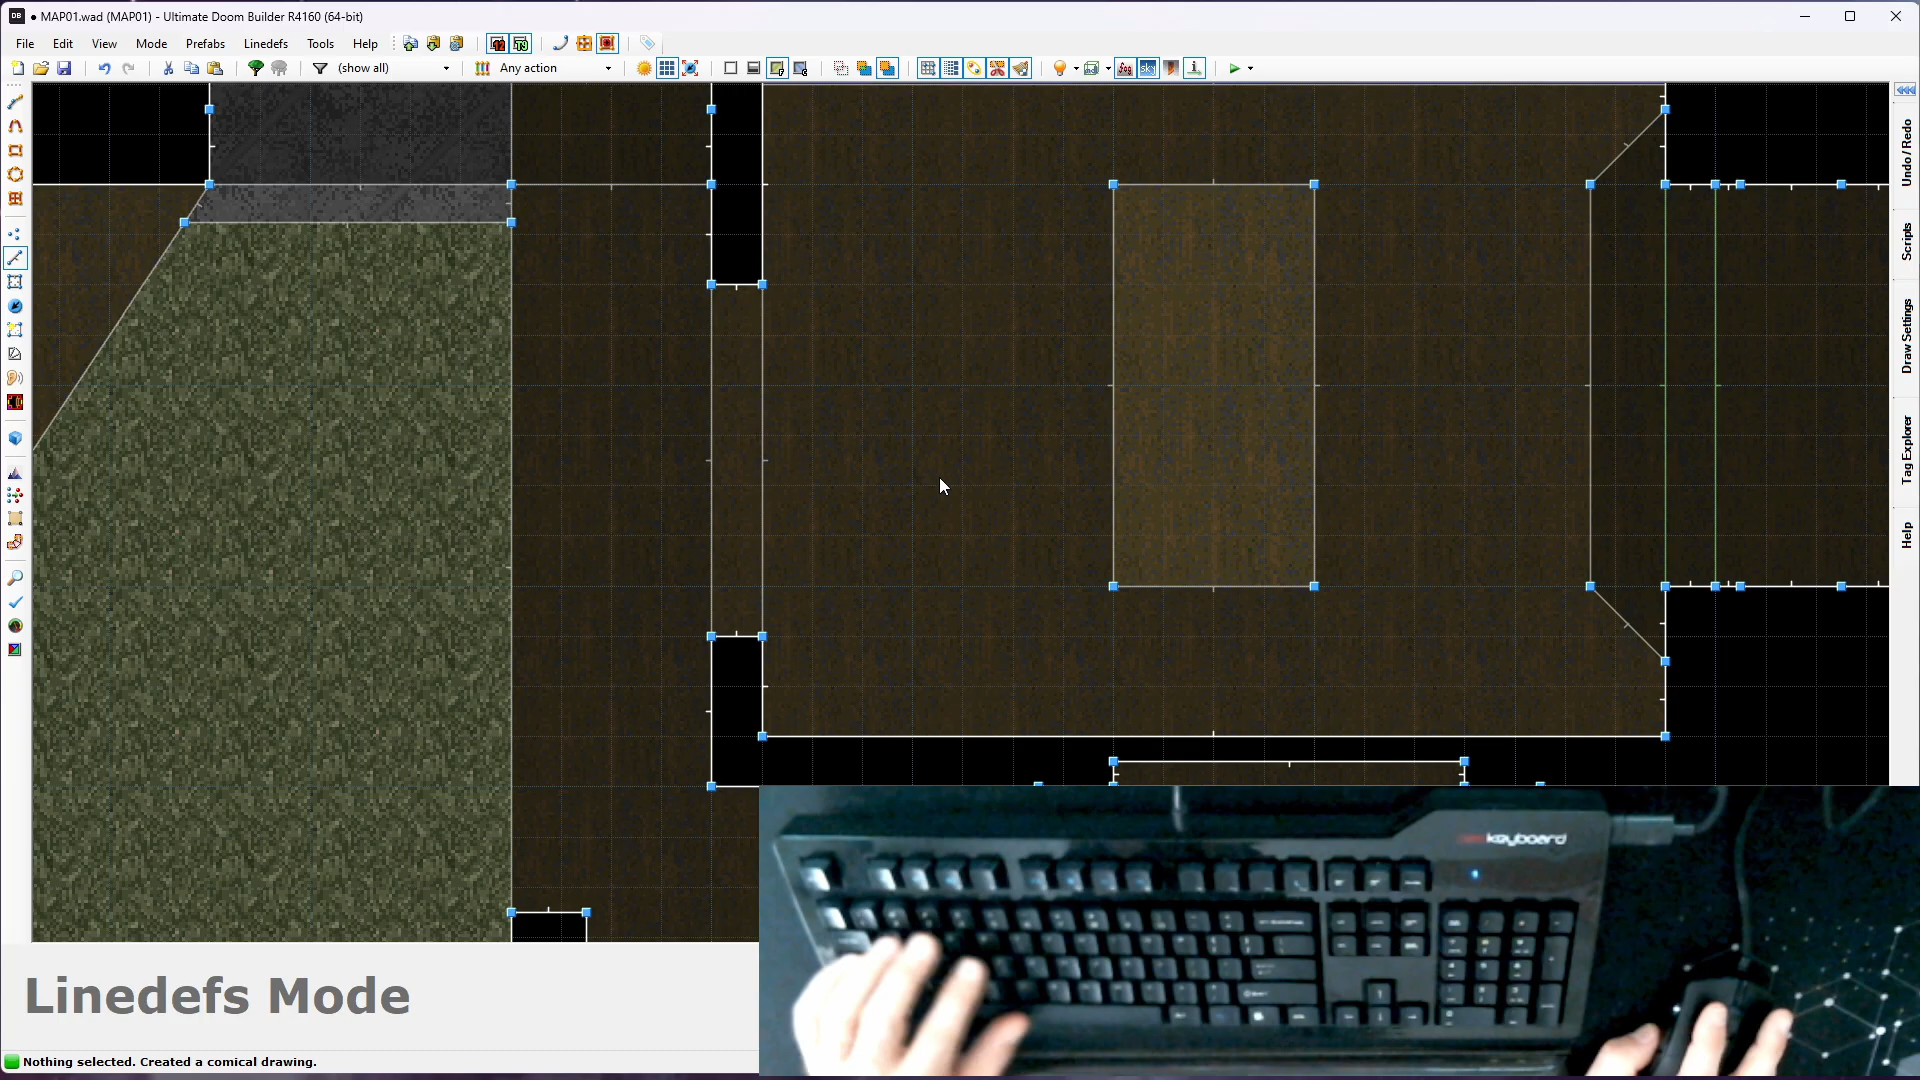 DB • MAP01.wad (MAP01) - Ultimate Doom Builder R4160 (64-bit)
File Edit View Mode Prefabs Linedefs Tools Help
(show all) Any action
Undo / Redo
Scripts
Draw Settings
Tag Explorer
Help
keyboard
Linedefs Mode
Nothing selected. Created a comical drawing.